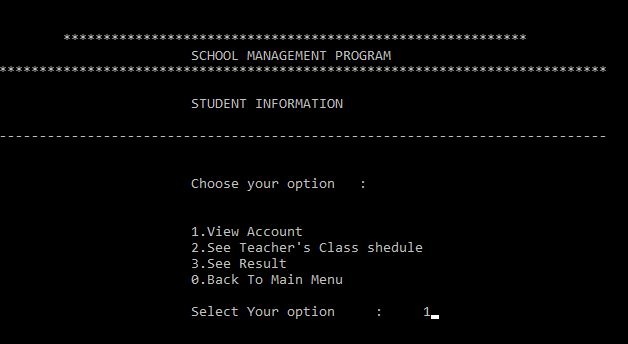 **********************************************************
SCHOOL MANAGEMENT PROGRAM
****************************************************************************
STUDENT INFORMATION
----------------------------------------------------------------------------
Choose your option   :
1.View Account
2.See Teacher's Class shedule
3.See Result
0.Back To Main Menu
Select Your option     :     1